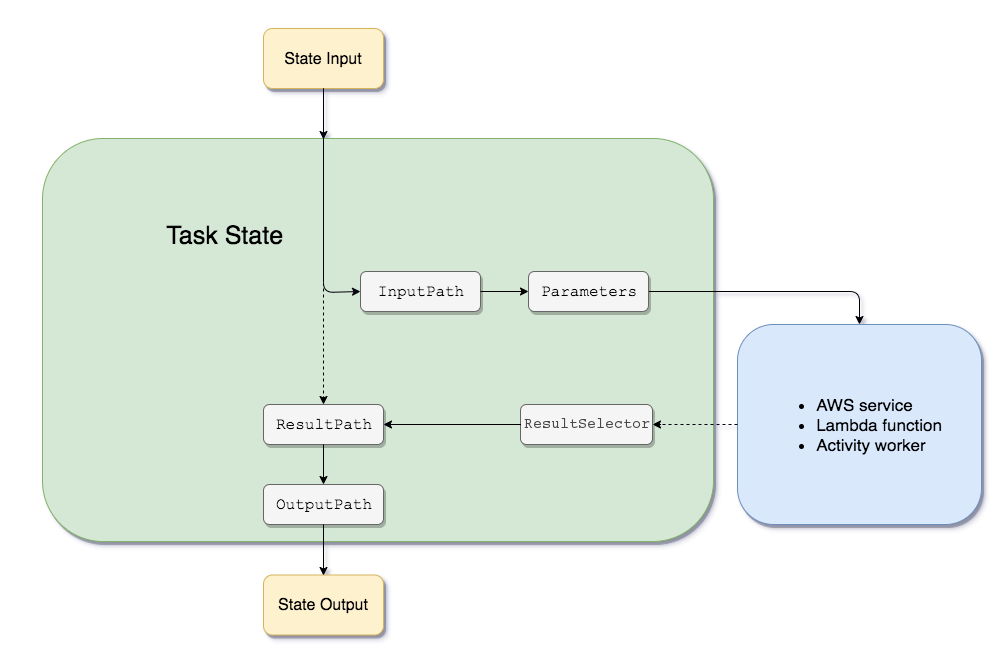 State Input
Task State
InputPath
Parameters
AWS service
Lambda function
Activity worker
ResultPath
ResultSelector
OutputPath
State Output